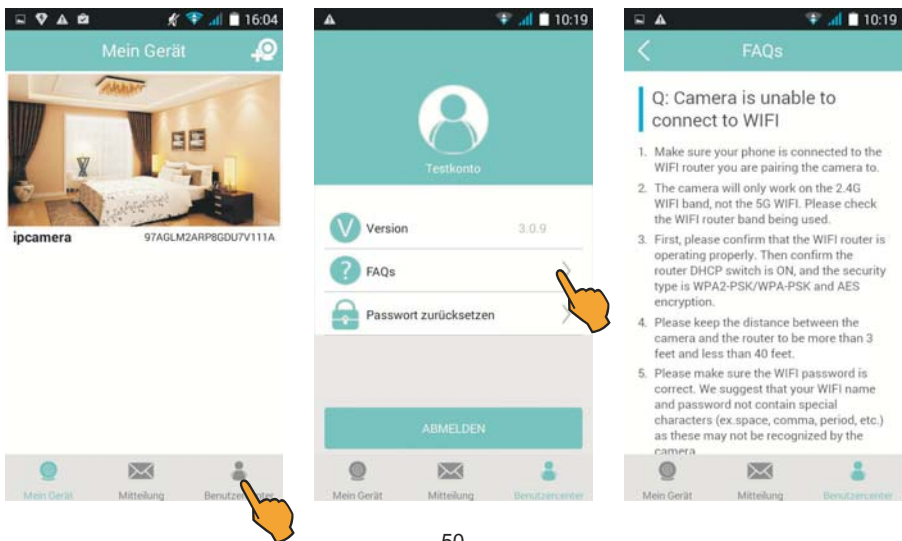 16:04
Mein Gerät
ipcamera
97AGLM2ARP8GDU7V111A
Mein Gerät
Mitteilung
10:19
Testkonto
V
Version
3.0.9
?
FAQs
Passwort zurücksetzen
ABMELDEN
Mein Gerät
Mitteilung
Benutzercenter
10:19
FAQs
Q: Camera is unable to
connect to WIFI
1. Make sure your phone is connected to the
WIFI router you are pairing the camera to.
2. The camera will only work on the 2.4G
WIFI band, not the 5G WIFI. Please check
the WIFI router band being used.
3. First, please confirm that the WIFI router is
operating properly. Then confirm the
router DHCP switch is ON, and the security
type is WPA2-PSK/WPA-PSK and AES
encryption.
4. Please keep the distance between the
camera and the router to be more than 3
feet and less than 40 feet.
5. Please make sure the WIFI password is
correct. We suggest that your WIFI name
and password not contain special
characters (ex.space, comma, period, etc.)
as these may not be recognized by the
camera
Mein Gerät
Mitteilung
Benutzercenter